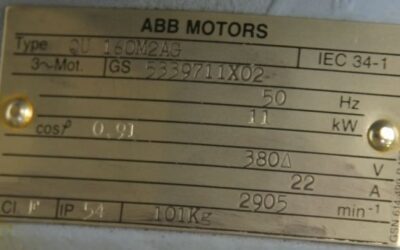 ABB MOTORS
Type QU 160M2AG IEC 34-1
3~Mot. GS 5339711X02
50 Hz
11 kW
cosφ 0.91
380Δ V
22 A
2905 min⁻¹
Cl. F IP 54 101Kg